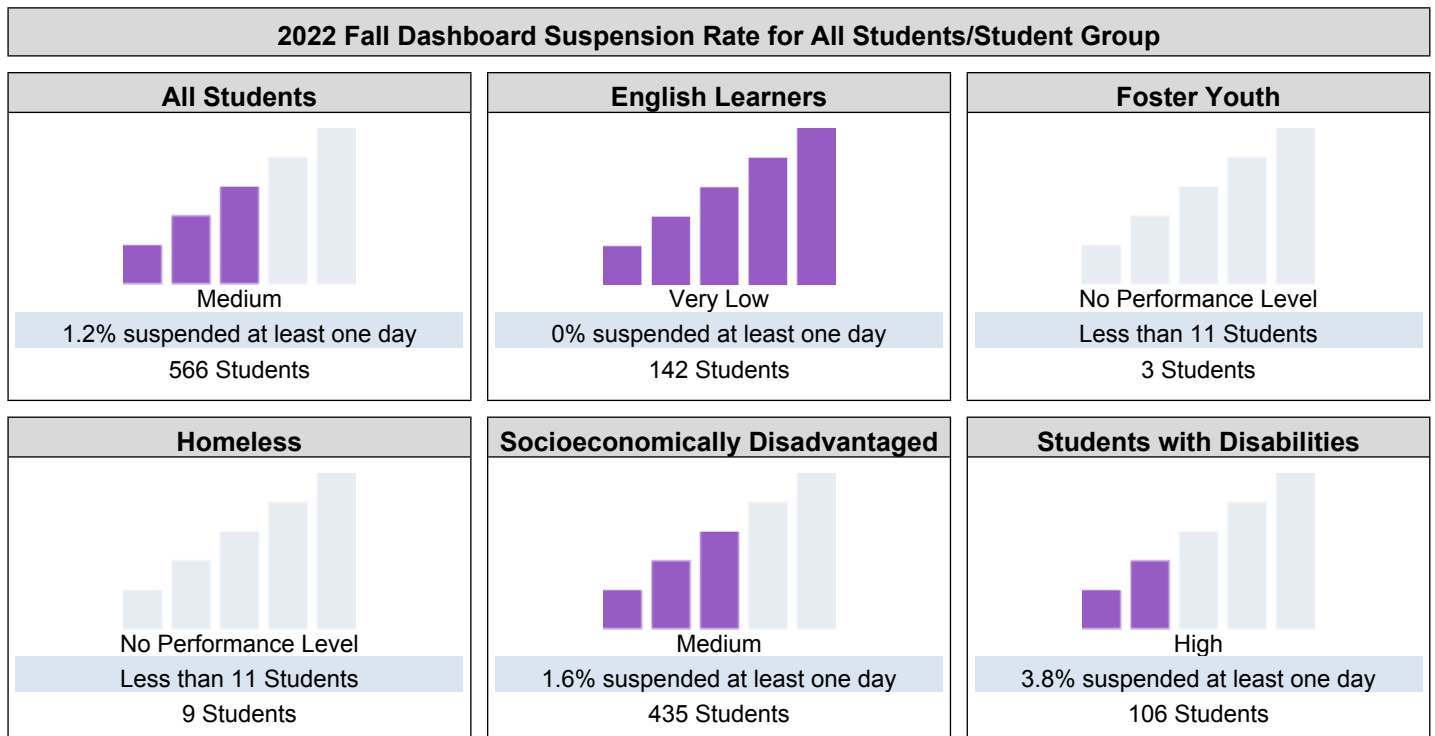 2022 Fall Dashboard Suspension Rate for All Students/Student Group
All Students
Medium
1.2% suspended at least one day
566 Students
English Learners
Very Low
0% suspended at least one day
142 Students
Foster Youth
No Performance Level
Less than 11 Students
3 Students
Homeless
No Performance Level
Less than 11 Students
9 Students
Socioeconomically Disadvantaged
Medium
1.6% suspended at least one day
435 Students
Students with Disabilities
High
3.8% suspended at least one day
106 Students